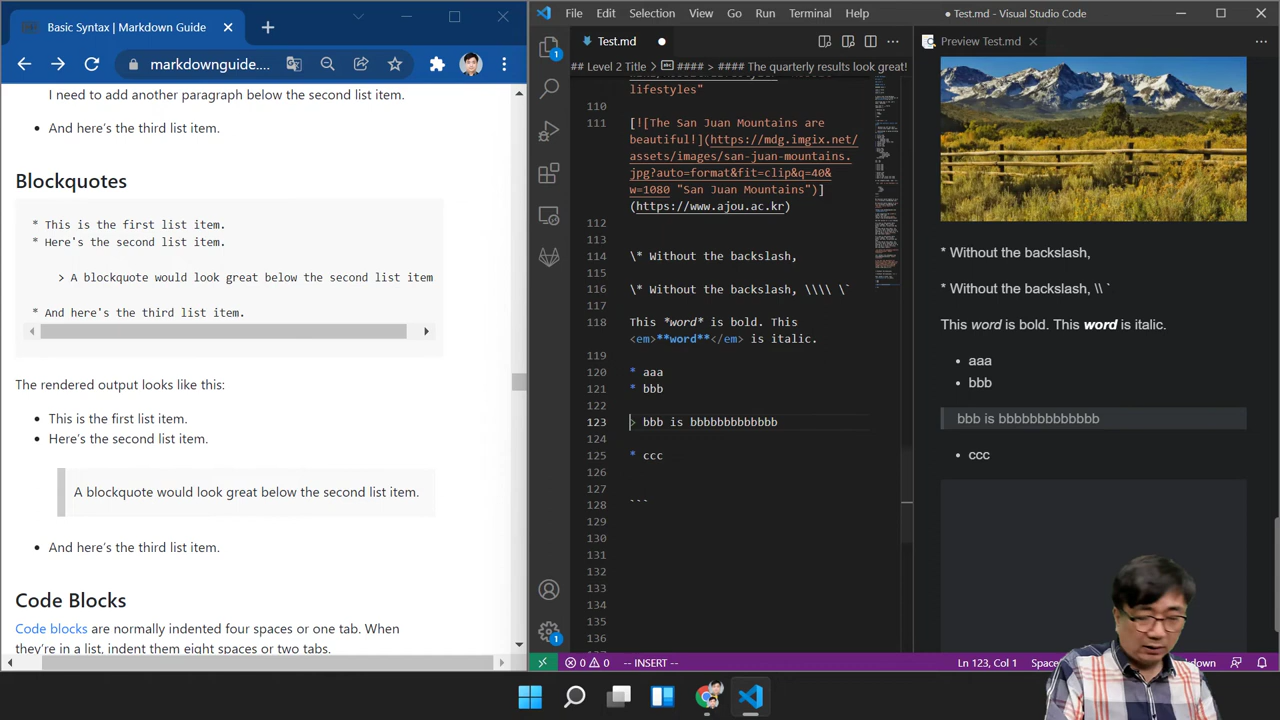 Basic Syntax | Markdown Guide
markdownguide....
I need to add another paragraph below the second list item.
And here's the third list item.
Blockquotes
* This is the first list item.
* Here's the second list item.
> A blockquote would look great below the second list item
* And here's the third list item.
The rendered output looks like this:
This is the first list item.
Here's the second list item.
A blockquote would look great below the second list item.
And here's the third list item.
Code Blocks
Code blocks are normally indented four spaces or one tab. When
they're in a list, indent them eight spaces or two tabs.
File Edit Selection View Go Run Terminal Help
● Test.md - Visual Studio Code
Test.md
## Level 2 Title > #### > #### The quarterly results look great!
lifestyles"
110
111 [![The San Juan Mountains are
beautiful!](https://mdg.imgix.net/
assets/images/san-juan-mountains.
jpg?auto=format&fit=clip&q=40&
w=1080 "San Juan Mountains")]
(https://www.ajou.ac.kr)
112
113
114 \* Without the backslash,
115
116 \* Without the backslash, \\\\ \`
117
118 This *word* is bold. This
<em>**word**</em> is italic.
119
120 * aaa
121 * bbb
122
123 > bbb is bbbbbbbbbbbbb
124
125 * ccc
126
127
128 ```
129
130
131
132
133
134
135
136
1
1
0 0 -- INSERT --
Ln 123, Col 1
Preview Test.md
* Without the backslash,
* Without the backslash, \\ `
This word is bold. This word is italic.
aaa
bbb
bbb is bbbbbbbbbbbbb
ccc